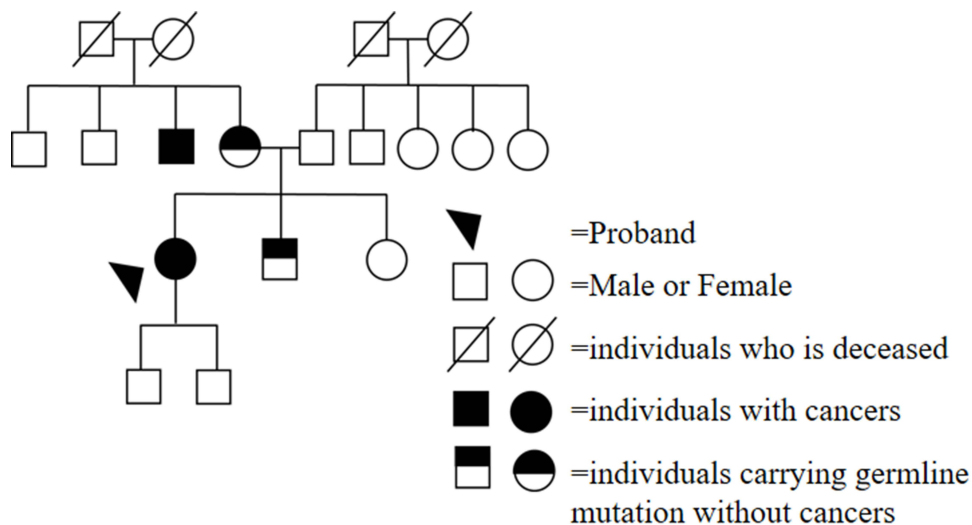 =Proband
=Male or Female
=individuals who is deceased
=individuals with cancers
=individuals carrying germline
mutation without cancers